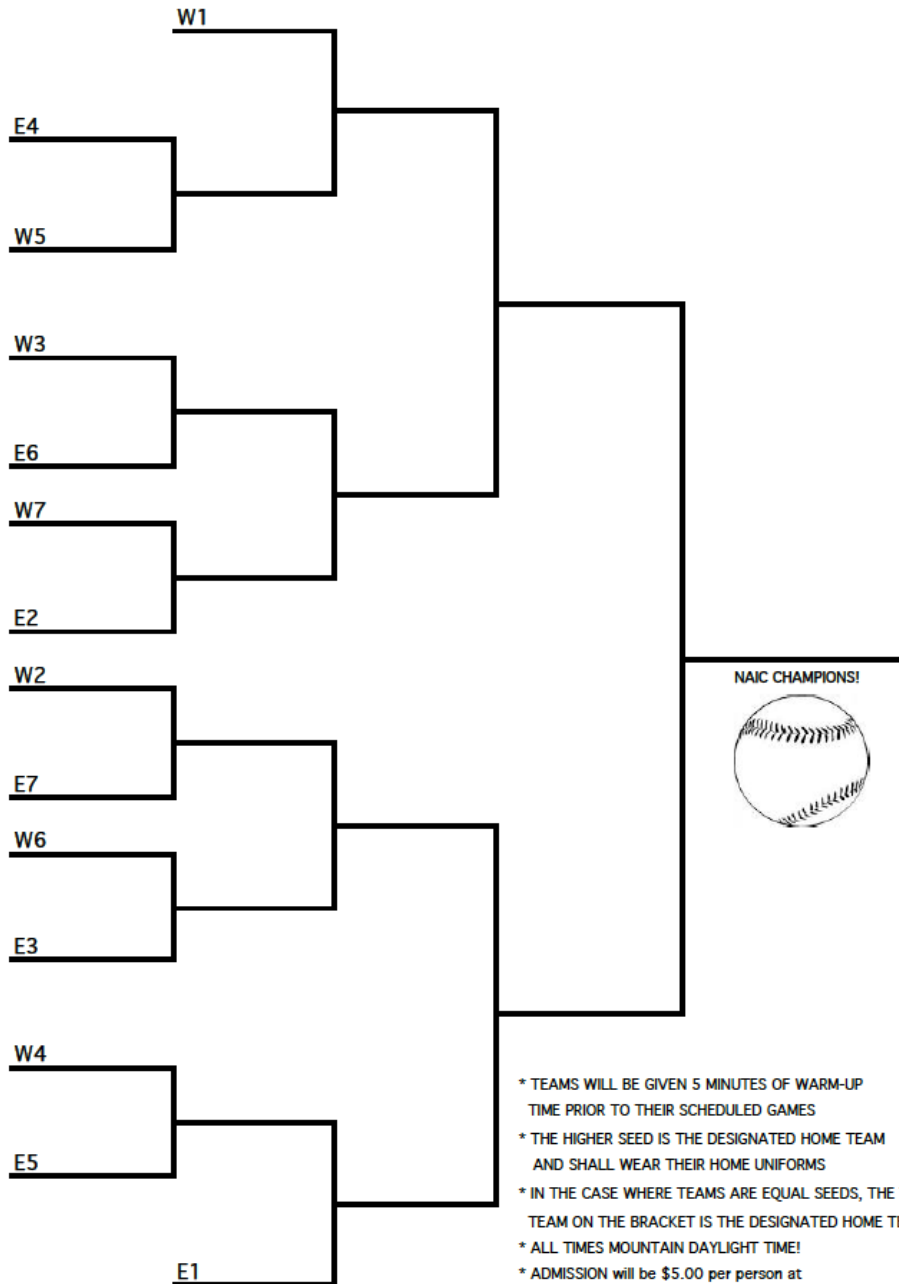 W1
E4
W5
W3
E6
W7
E2
W2
E7
W6
E3
W4
E5
E1
NAIC CHAMPIONS!
* TEAMS WILL BE GIVEN 5 MINUTES OF WARM-UP
TIME PRIOR TO THEIR SCHEDULED GAMES
* THE HIGHER SEED IS THE DESIGNATED HOME TEAM
AND SHALL WEAR THEIR HOME UNIFORMS
* IN THE CASE WHERE TEAMS ARE EQUAL SEEDS, THE
TEAM ON THE BRACKET IS THE DESIGNATED HOME
* ALL TIMES MOUNTAIN DAYLIGHT TIME!
* ADMISSION will be $5.00 per person at